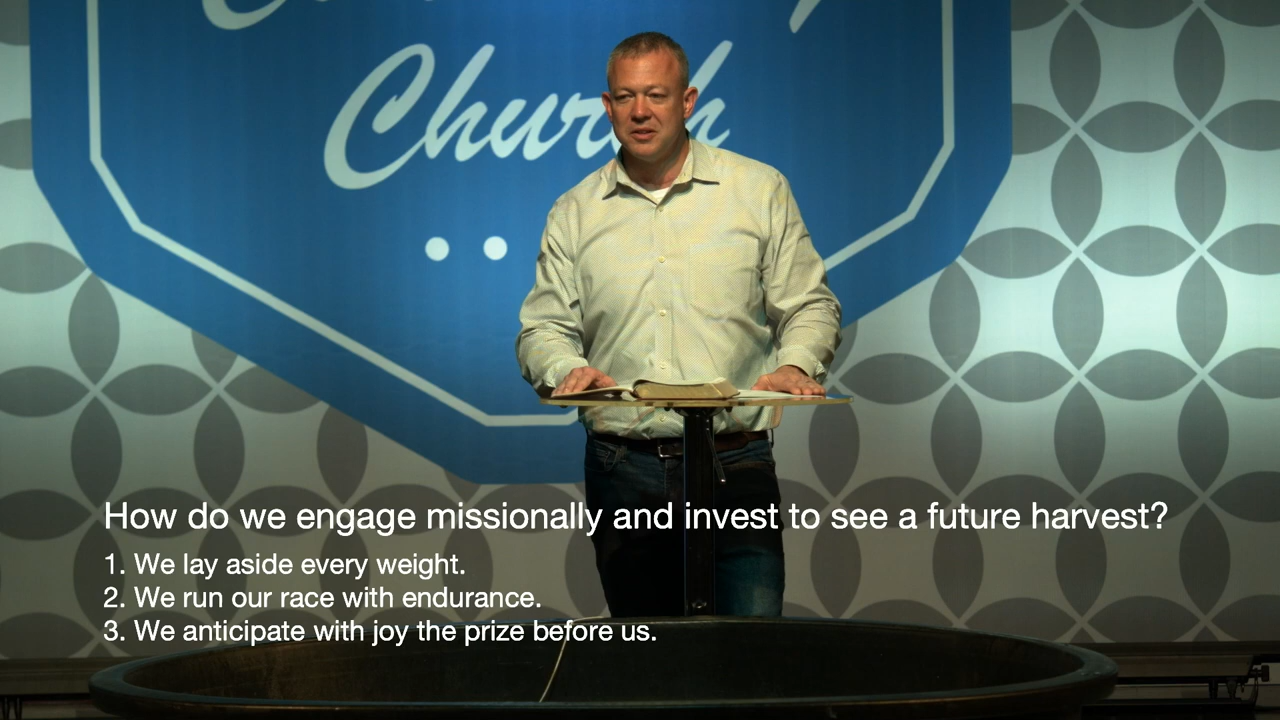 Church
How do we engage missionally and invest to see a future harvest?
1. We lay aside every weight.
2. We run our race with endurance.
3. We anticipate with joy the prize before us.